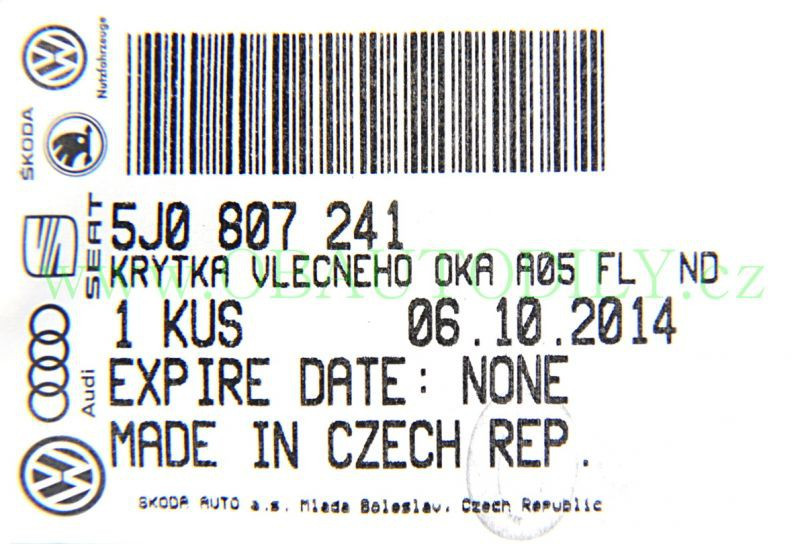 Nutzfahrzeuge
ŠKODA
SEAT
Audi
5J0 807 241
KRYTKA VLECNEHO OKA A05 FL ND
www.OBAUTODILY.cz
1 KUS 06.10.2014
EXPIRE DATE: NONE
MADE IN CZECH REP.
SKODA AUTO a.s. Mlada Boleslav, Czech Republic